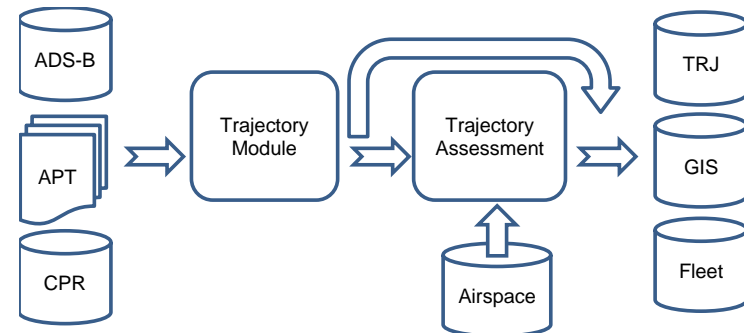 ADS-B
APT
CPR
Trajectory
Module
Trajectory
Assessment
Airspace
TRJ
GIS
Fleet